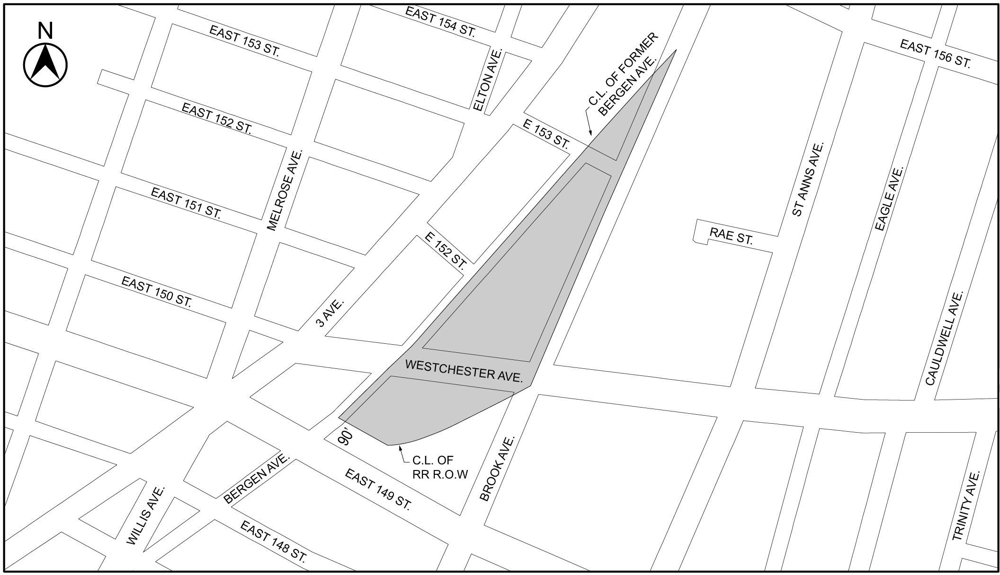 N
EAST 154 ST.
EAST 153 ST.
ELTON AVE.
C.L. OF FORMER
BERGEN AVE.
EAST 156 ST.
EAST 152 ST.
E 153 ST.
MELROSE AVE.
ST ANNS AVE.
EAGLE AVE.
EAST 151 ST.
E 152 ST.
RAE ST.
EAST 150 ST.
3 AVE.
CAULDWELL AVE.
WESTCHESTER AVE.
90’
C.L. OF
RR R.O.W
BROOK AVE.
BERGEN AVE.
EAST 149 ST.
WILLIS AVE.
TRINITY AVE.
EAST 148 ST.